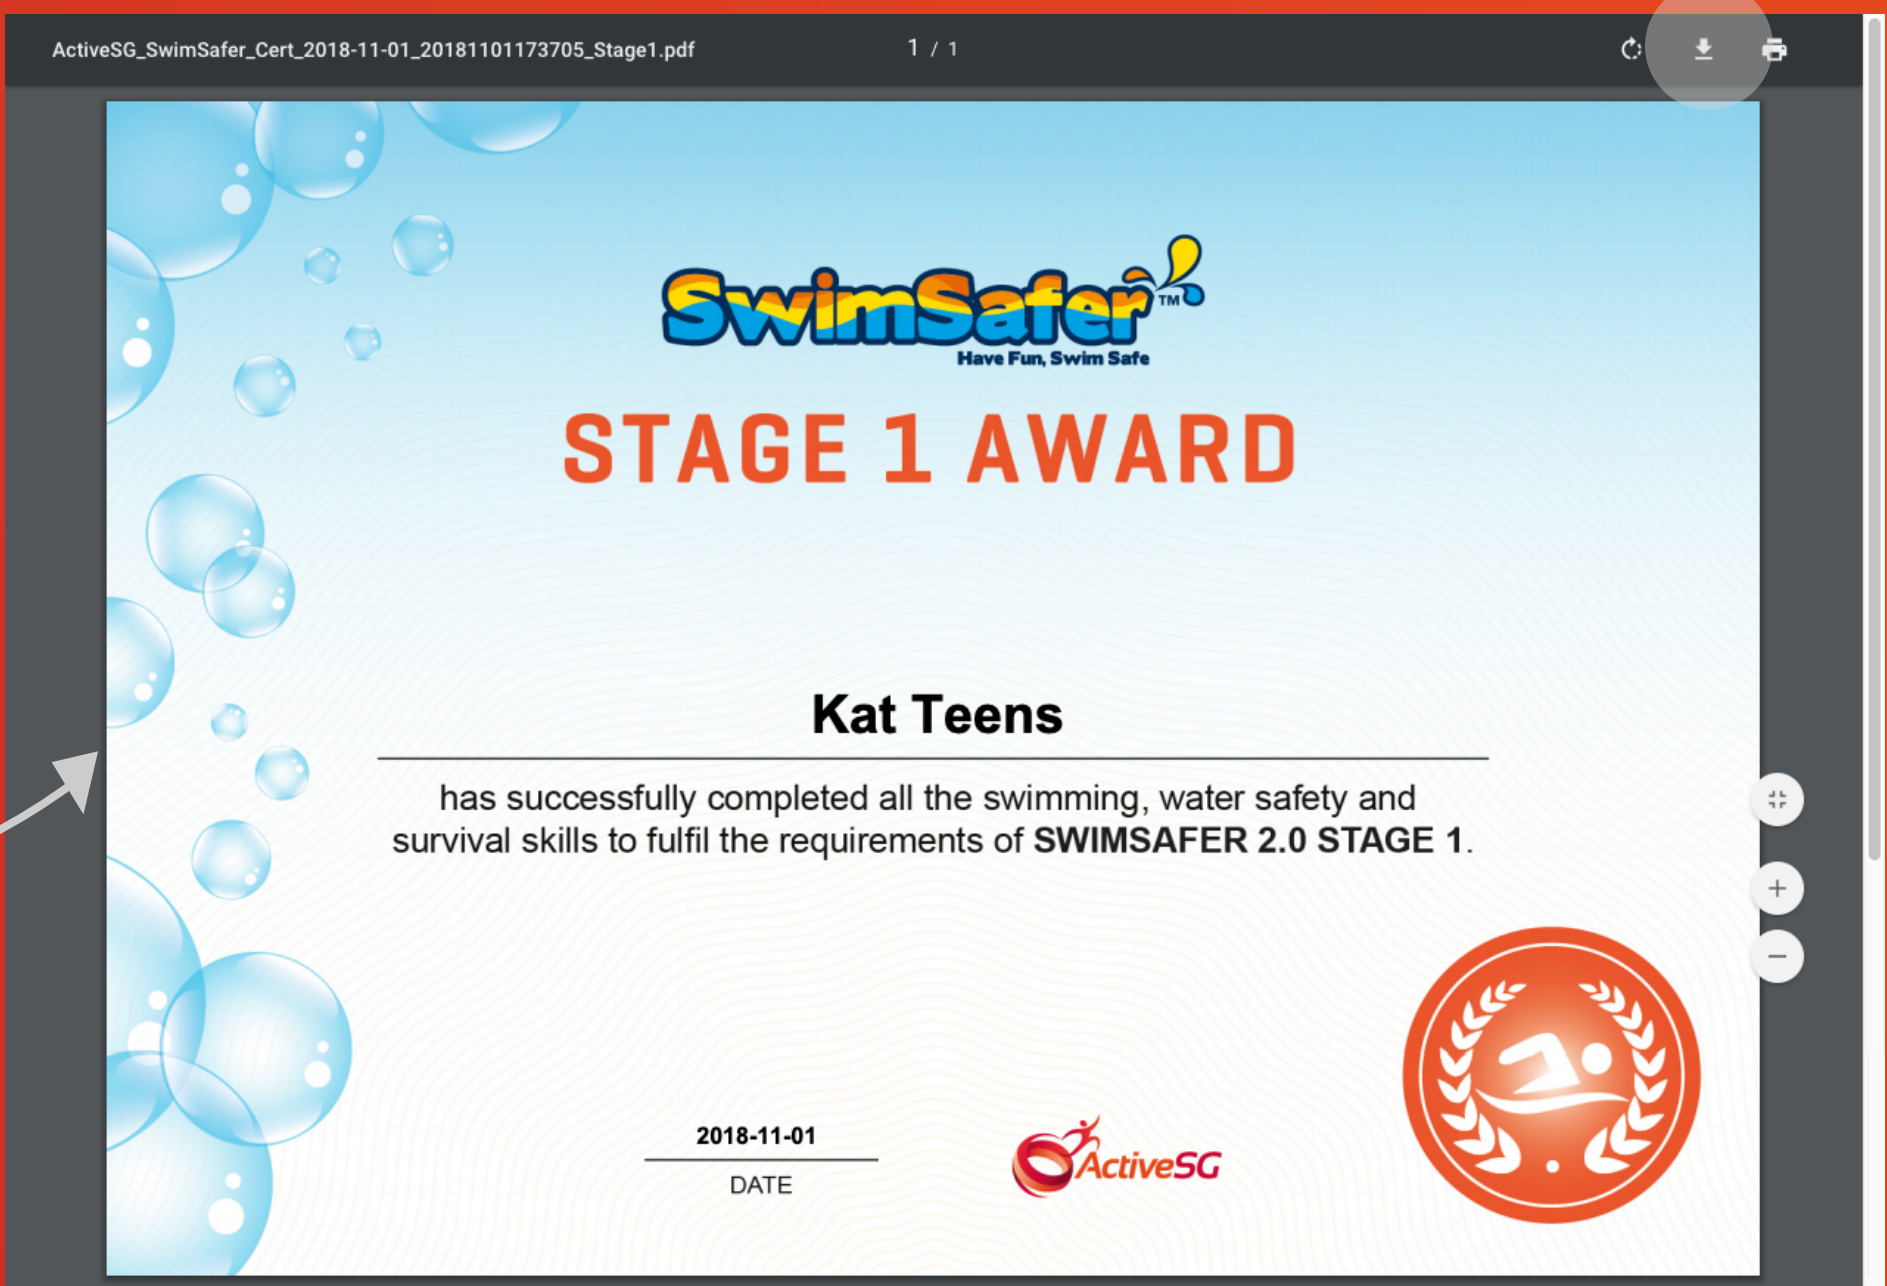 ActiveSG_SwimSafer_Cert_2018-11-01_20181101173705_Stage1.pdf
1 / 1
SwimSafer™
Have Fun, Swim Safe
STAGE 1 AWARD
Kat Teens
has successfully completed all the swimming, water safety and
survival skills to fulfil the requirements of SWIMSAFER 2.0 STAGE 1.
2018-11-01
DATE
ActiveSG